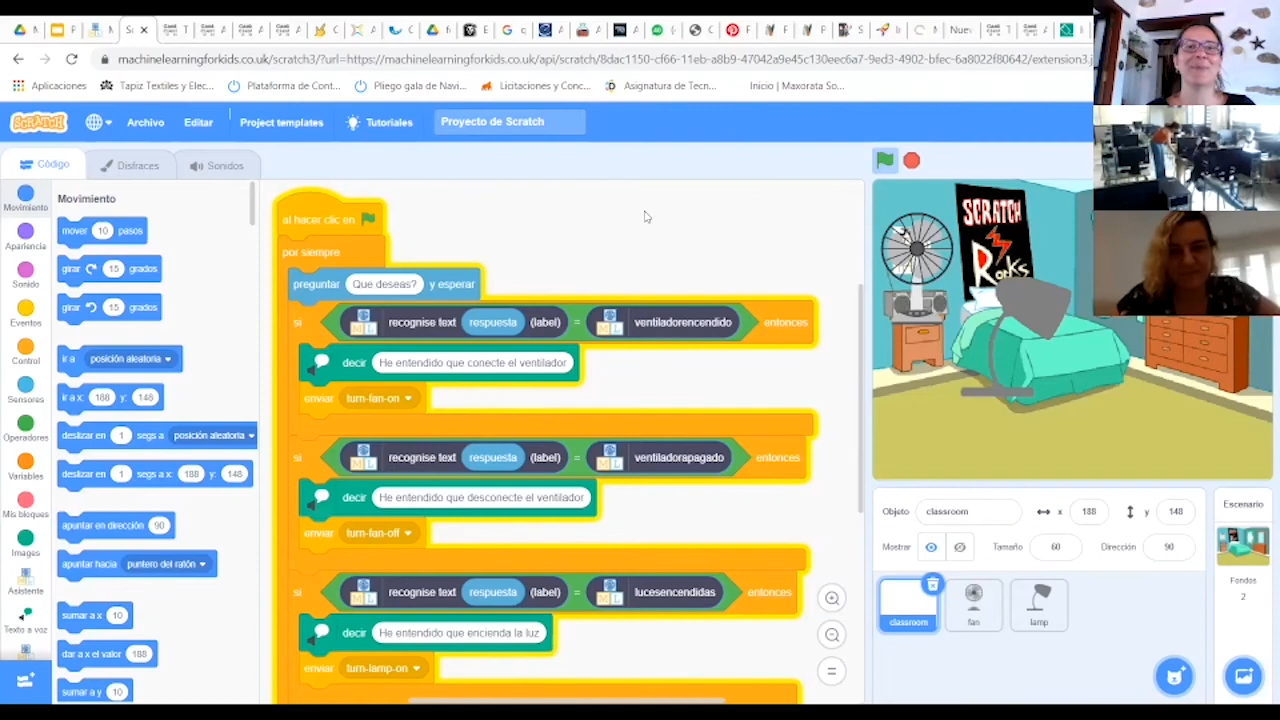 machinelearningforkids.co.uk/scratch3/?url=https://machinelearningforkids.co.uk/api/scratch/8dac1150-cf66-11eb-a8b9-47042a9e45c130eec6a7-9ed3-4902-bfec-6a8022f80642/extension3.j
Aplicaciones
Tapiz Textiles y Elec...
Plataforma de Cont...
Pliego gala de Navi...
Licitaciones y Conc...
Asignatura de Tecn...
Inicio | Maxorata So...
SCRATCH
Archivo
Editar
Project templates
Tutoriales
Proyecto de Scratch
Código
Disfraces
Sonidos
Movimiento
Apariencia
Sonido
Eventos
Control
Sensores
Operadores
Variables
Mis bloques
Images
Asistente
Texto a voz
Movimiento
mover 10 pasos
girar 15 grados
girar 15 grados
ir a posición aleatoria
ir a x: 188 y: 148
deslizar en 1 segs a posición aleatoria
deslizar en 1 segs a x: 188 y: 148
apuntar en dirección 90
apuntar hacia puntero del ratón
sumar a x 10
dar a x el valor 188
sumar a y 10
al hacer clic en
por siempre
preguntar Que deseas? y esperar
si recognise text respuesta (label) = ventiladorencendido entonces
decir He entendido que conecte el ventilador
enviar turn-fan-on
si recognise text respuesta (label) = ventiladorapagado entonces
decir He entendido que desconecte el ventilador
enviar turn-fan-off
si recognise text respuesta (label) = lucesencendidas entonces
decir He entendido que encienda la luz
enviar turn-lamp-on
SCRATCH
Rocks
Objeto classroom x 188 y 148
Mostrar Tamaño 60 Dirección 90
classroom
fan
lamp
Escenario
Fondos
2